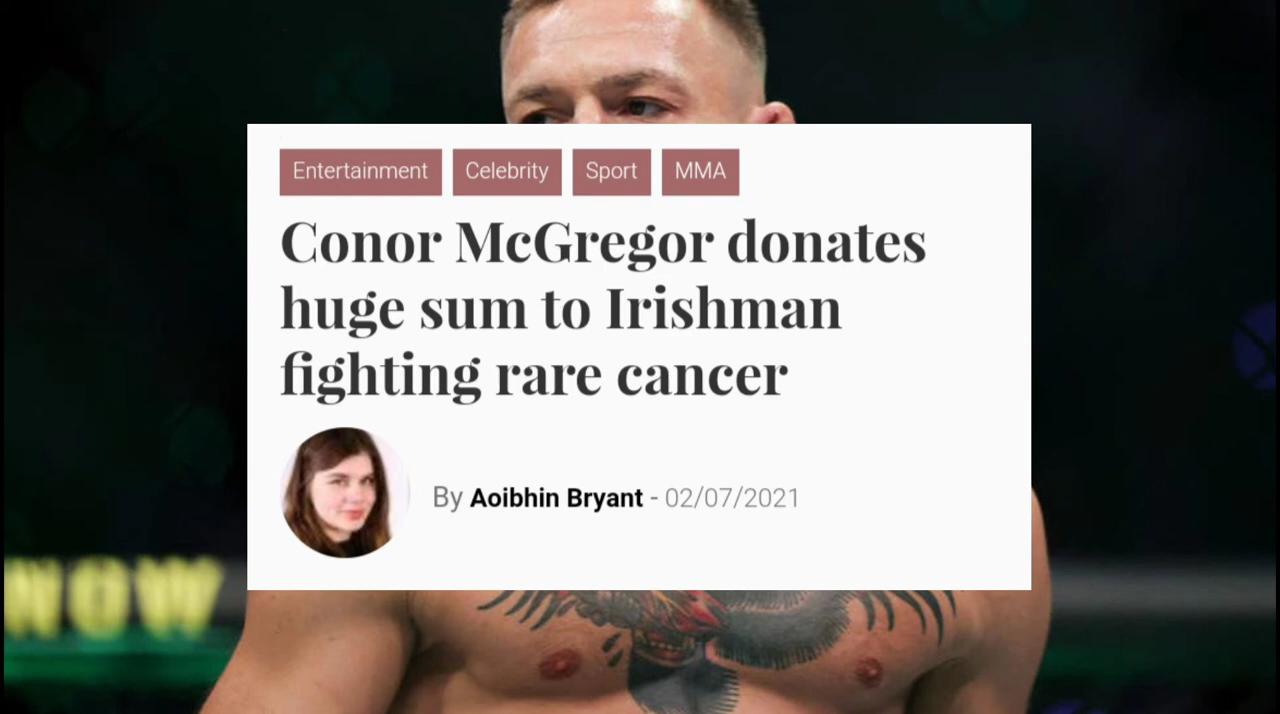 Entertainment Celebrity Sport MMA
Conor McGregor donates
huge sum to Irishman
fighting rare cancer
By Aoibhin Bryant - 02/07/2021
NOW